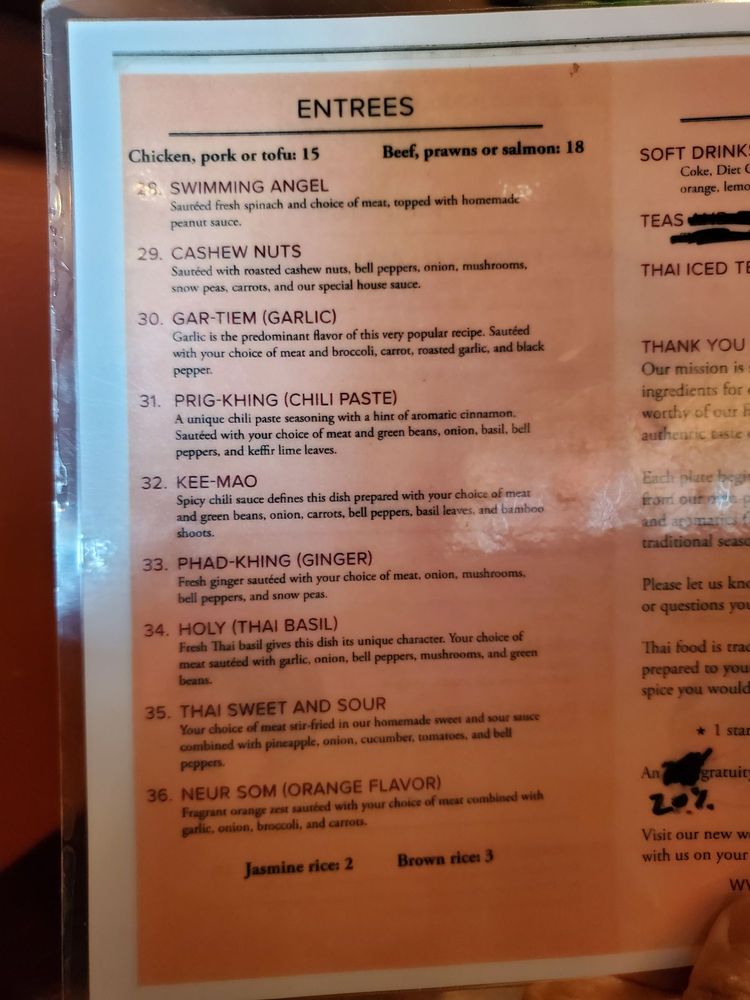 ENTREES
Chicken, pork or tofu: 15 Beef, prawns or salmon: 18
28. SWIMMING ANGEL
Sautéed fresh spinach and choice of meat, topped with homemade
peanut sauce.
29. CASHEW NUTS
Sautéed with roasted cashew nuts, bell peppers, onion, mushrooms,
snow peas, carrots, and our special house sauce.
30. GAR-TIEM (GARLIC)
Garlic is the predominant flavor of this very popular recipe. Sautéed
with your choice of meat and broccoli, carrot, roasted garlic, and black
pepper.
31. PRIG-KHING (CHILI PASTE)
A unique chili paste seasoning with a hint of aromatic cinnamon.
Sautéed with your choice of meat and green beans, onion, basil, bell
peppers, and keffir lime leaves.
32. KEE-MAO
Spicy chili sauce defines this dish prepared with your choice of meat
and green beans, onion, carrots, bell peppers, basil leaves, and bamboo
shoots.
33. PHAD-KHING (GINGER)
Fresh ginger sautéed with your choice of meat, onion, mushrooms,
bell peppers, and snow peas.
34. HOLY (THAI BASIL)
Fresh Thai basil gives this dish its unique character. Your choice of
meat sautéed with garlic, onion, bell peppers, mushrooms, and green
beans.
35. THAI SWEET AND SOUR
Your choice of meat stir-fried in our homemade sweet and sour sauce
combined with pineapple, onion, cucumber, tomatoes, and bell
peppers.
36. NEUR SOM (ORANGE FLAVOR)
Fragrant orange zest sautéed with your choice of meat combined with
garlic, onion, broccoli, and carrots.
Jasmine rice: 2 Brown rice: 3
SOFT DRINKS
Coke, Diet
orange, lemo
TEAS
THAI ICED TE
THANK YOU
Our mission is
ingredients for
worthy of our
authentic taste
Each plate begi
from our
and aromatics
traditional seaso
Please let us kno
or questions you
Thai food is trad
prepared to your
spice you would
★ 1 star
An gratuity
20%
Visit our new w
with us on your